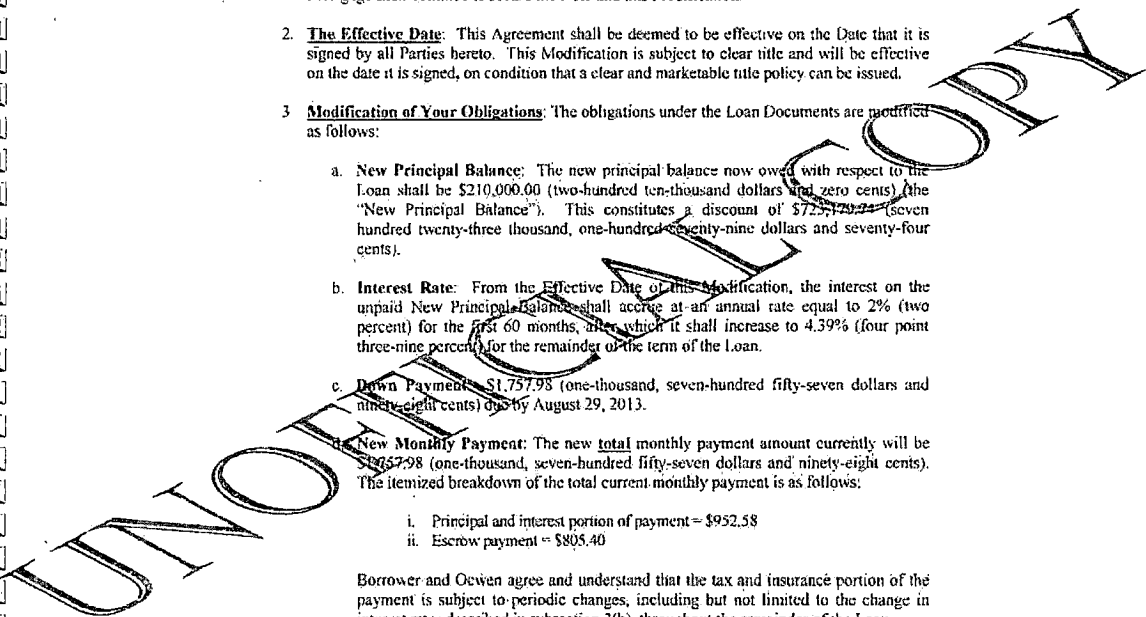 2. The Effective Date: This Agreement shall be deemed to be effective on the Date that it is
signed by all Parties hereto. This Modification is subject to clear title and will be effective
on the date it is signed, on condition that a clear and marketable title policy can be issued.
3 Modification of Your Obligations: The obligations under the Loan Documents are modified
as follows:
a. New Principal Balance: The new principal balance now owed with respect to the
Loan shall be $210,000.00 (two-hundred ten-thousand dollars and zero cents) (the
"New Principal Balance"). This constitutes a discount of $723,179.74 (seven
hundred twenty-three thousand, one-hundred seventy-nine dollars and seventy-four
cents).
b. Interest Rate: From the Effective Date of this Modification, the interest on the
unpaid New Principal Balance shall accrue at an annual rate equal to 2% (two
percent) for the first 60 months, after which it shall increase to 4.39% (four point
three-nine percent) for the remainder of the term of the Loan.
c. Down Payment: $1,757.98 (one-thousand, seven-hundred fifty-seven dollars and
ninety-eight cents) due by August 29, 2013.
New Monthly Payment: The new total monthly payment amount currently will be
$1,757.98 (one-thousand, seven-hundred fifty-seven dollars and ninety-eight cents).
The itemized breakdown of the total current monthly payment is as follows:
i. Principal and interest portion of payment = $952.58
ii. Escrow payment = $805.40
Borrower and Ocwen agree and understand that the tax and insurance portion of the
payment is subject to periodic changes, including but not limited to the change in
UNOFFICIAL COPY